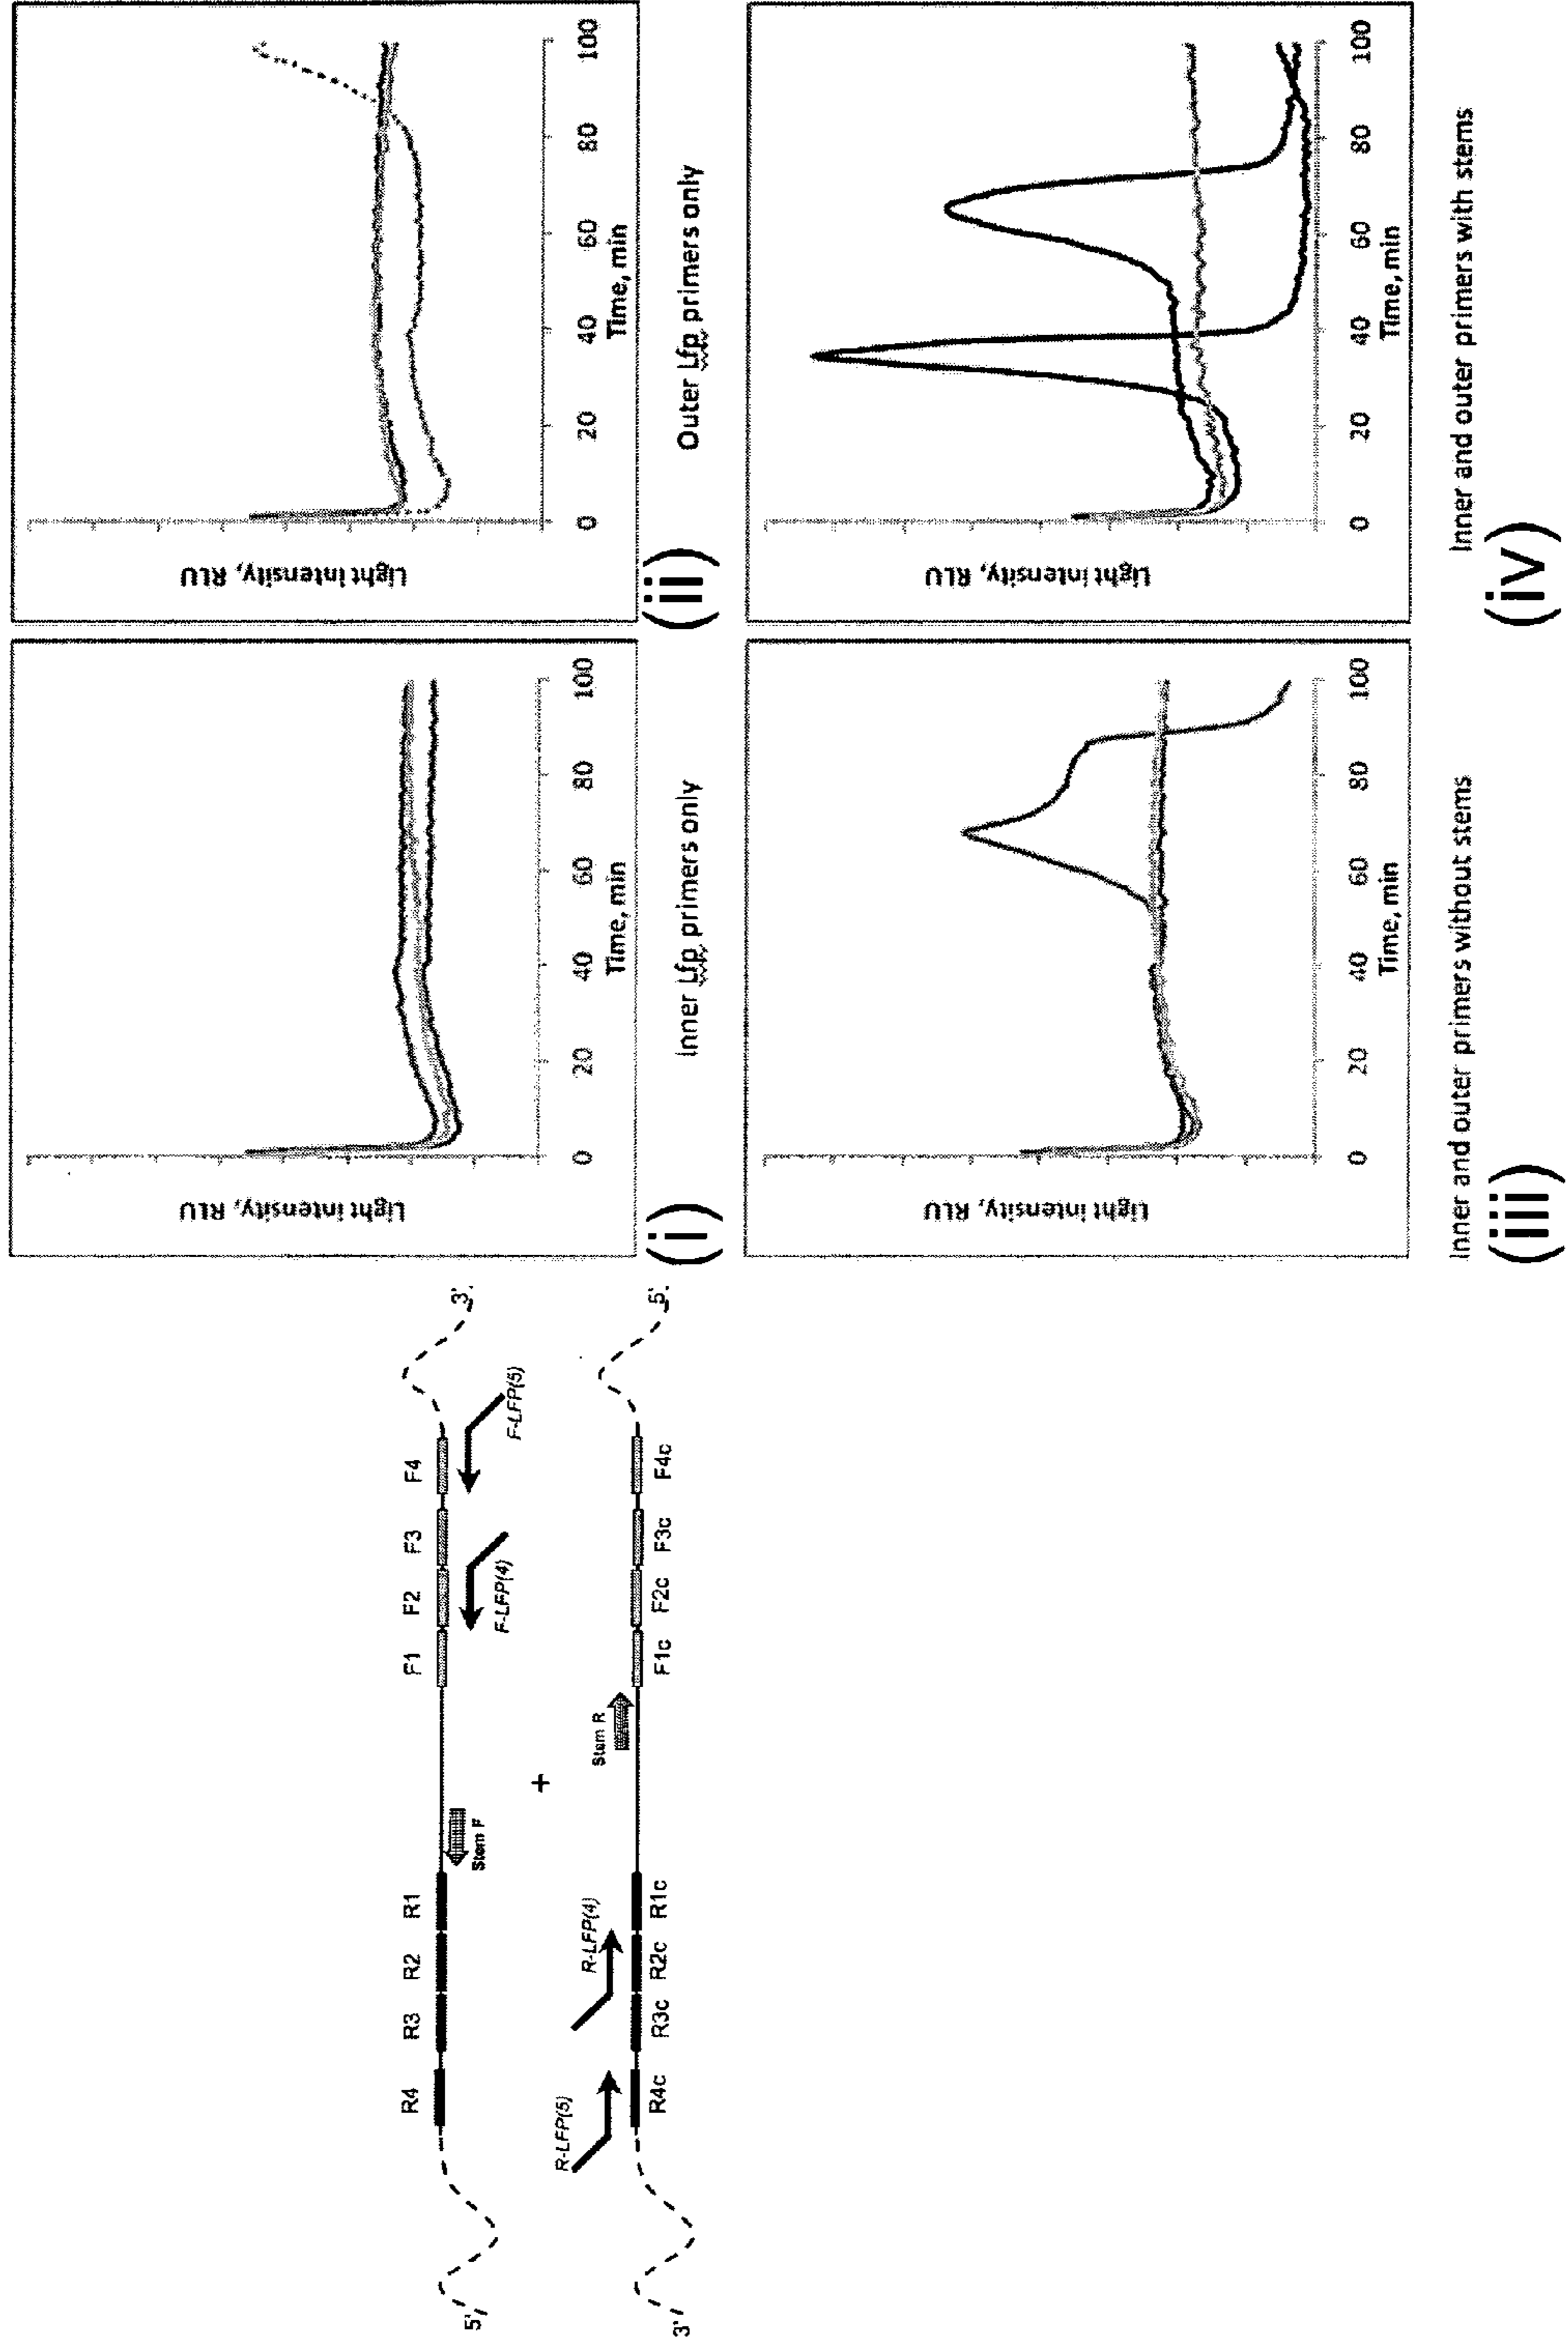 R4 R3 R2 R1 F1 F2 F3 F4
5' 3'
Stem F
F-LFP(4)
F-LFP(5)
+
R-LFP(5)
R-LFP(4)
Stem R
3' 5'
R4c R3c R2c R1c F1c F2c F3c F4c
Light intensity, RLU
0 20 40 60 80 100
Time, min
Inner Lfp primers only
(i)
Light intensity, RLU
0 20 40 60 80 100
Time, min
Outer Lfp primers only
(ii)
Light intensity, RLU
0 20 40 60 80 100
Time, min
Inner and outer primers without stems
(iii)
Light intensity, RLU
0 20 40 60 80 100
Time, min
Inner and outer primers with stems
(iv)